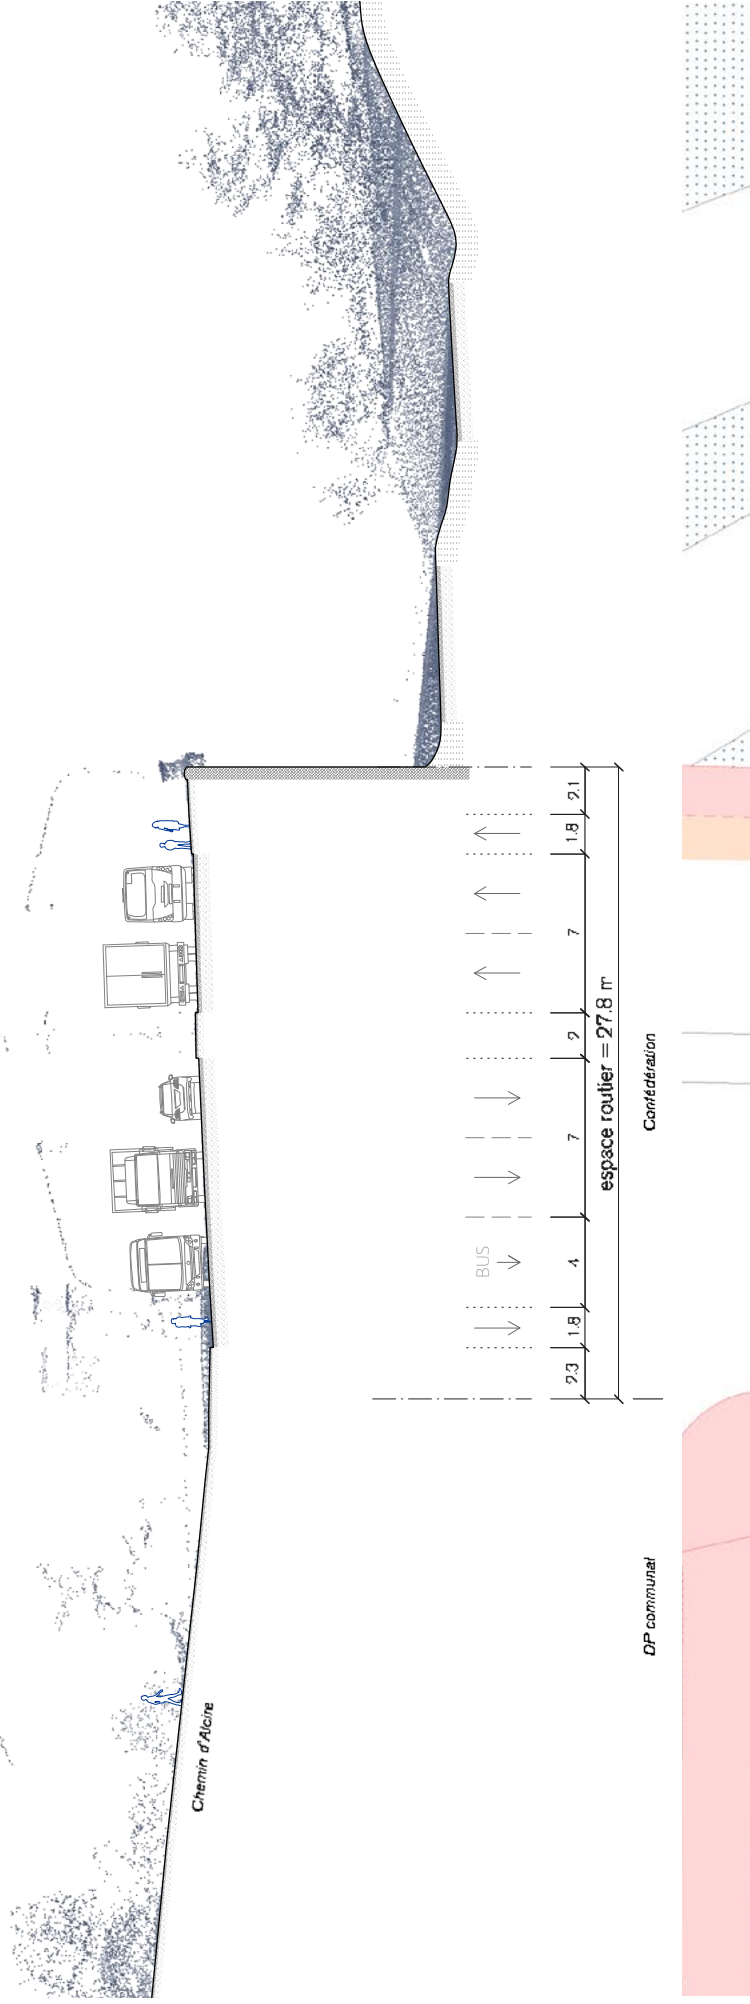 Chemin d'Alcire
BUS
2.3 1.8 4 7 2 7 1.8 2.1
espace routier = 27.8 m
DP communal Confédération